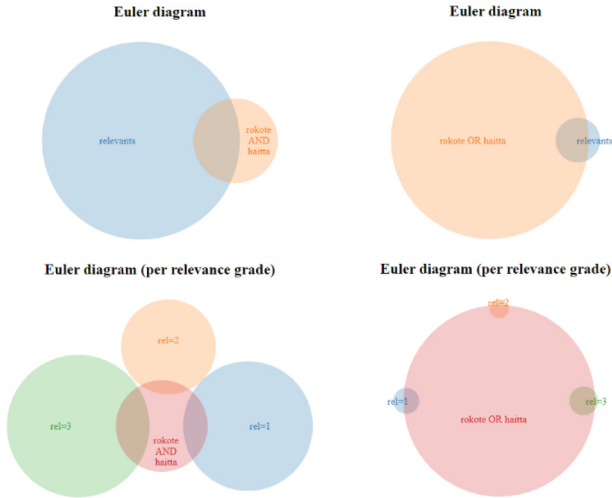 Euler diagram
relevants
rokote
AND
haitta
Euler diagram
rokote OR haitta
relevants
Euler diagram (per relevance grade)
rel=2
rel=3
rel=1
rokote
AND
haitta
Euler diagram (per relevance grade)
rel=2
rel=1
rel=3
rokote OR haitta